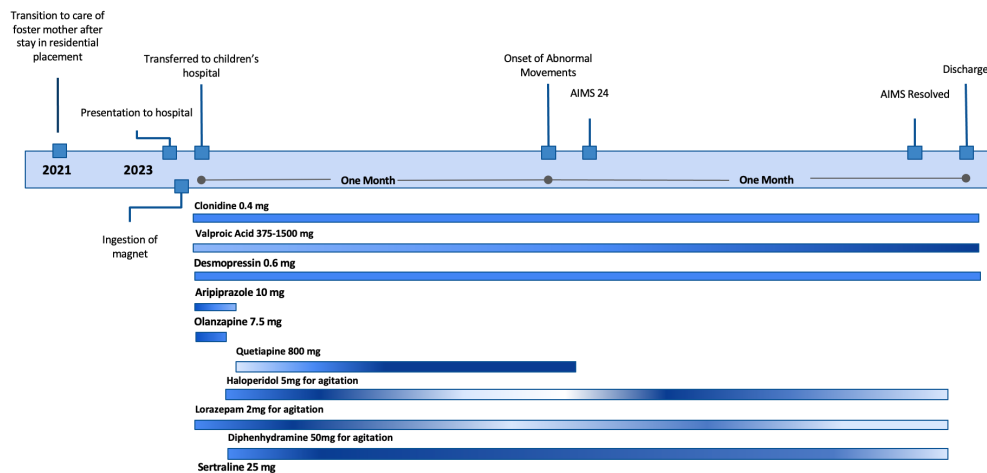 Transition to care of
foster mother after
stay in residential
placement
Transferred to children's
hospital
Presentation to hospital
Onset of Abnormal
Movements
AIMS 24
AIMS Resolved
Discharge
2021
2023
One Month
One Month
Ingestion of
magnet
Clonidine 0.4 mg
Valproic Acid 375-1500 mg
Desmopressin 0.6 mg
Aripiprazole 10 mg
Olanzapine 7.5 mg
Quetiapine 800 mg
Haloperidol 5mg for agitation
Lorazepam 2mg for agitation
Diphenhydramine 50mg for agitation
Sertraline 25 mg